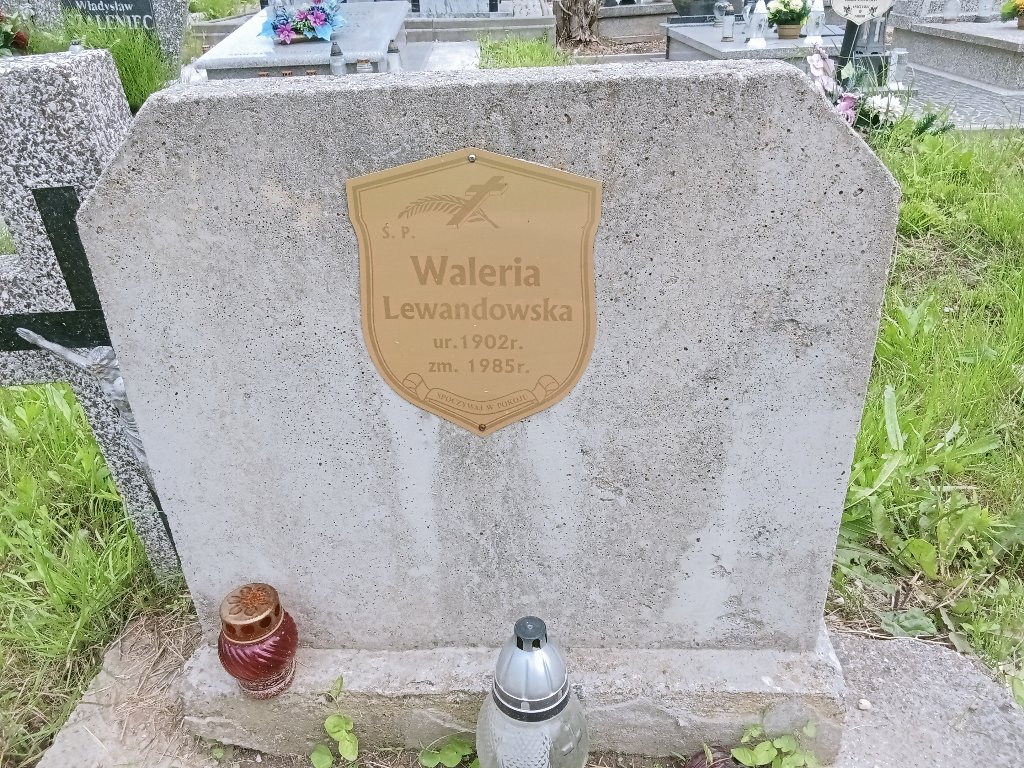 Władysław
Ś. P.
Waleria
Lewandowska
ur. 1902r.
zm. 1985r.
SPOCZYWAJ W POKOJU